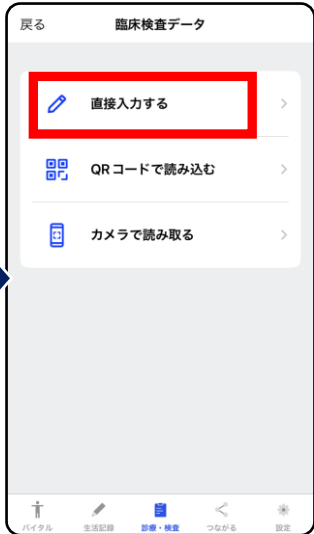 戻る 臨床検査データ
直接入力する
QRコードで読み込む
カメラで読み取る
バイタル 生活記録 診療・検査 つながる 設定